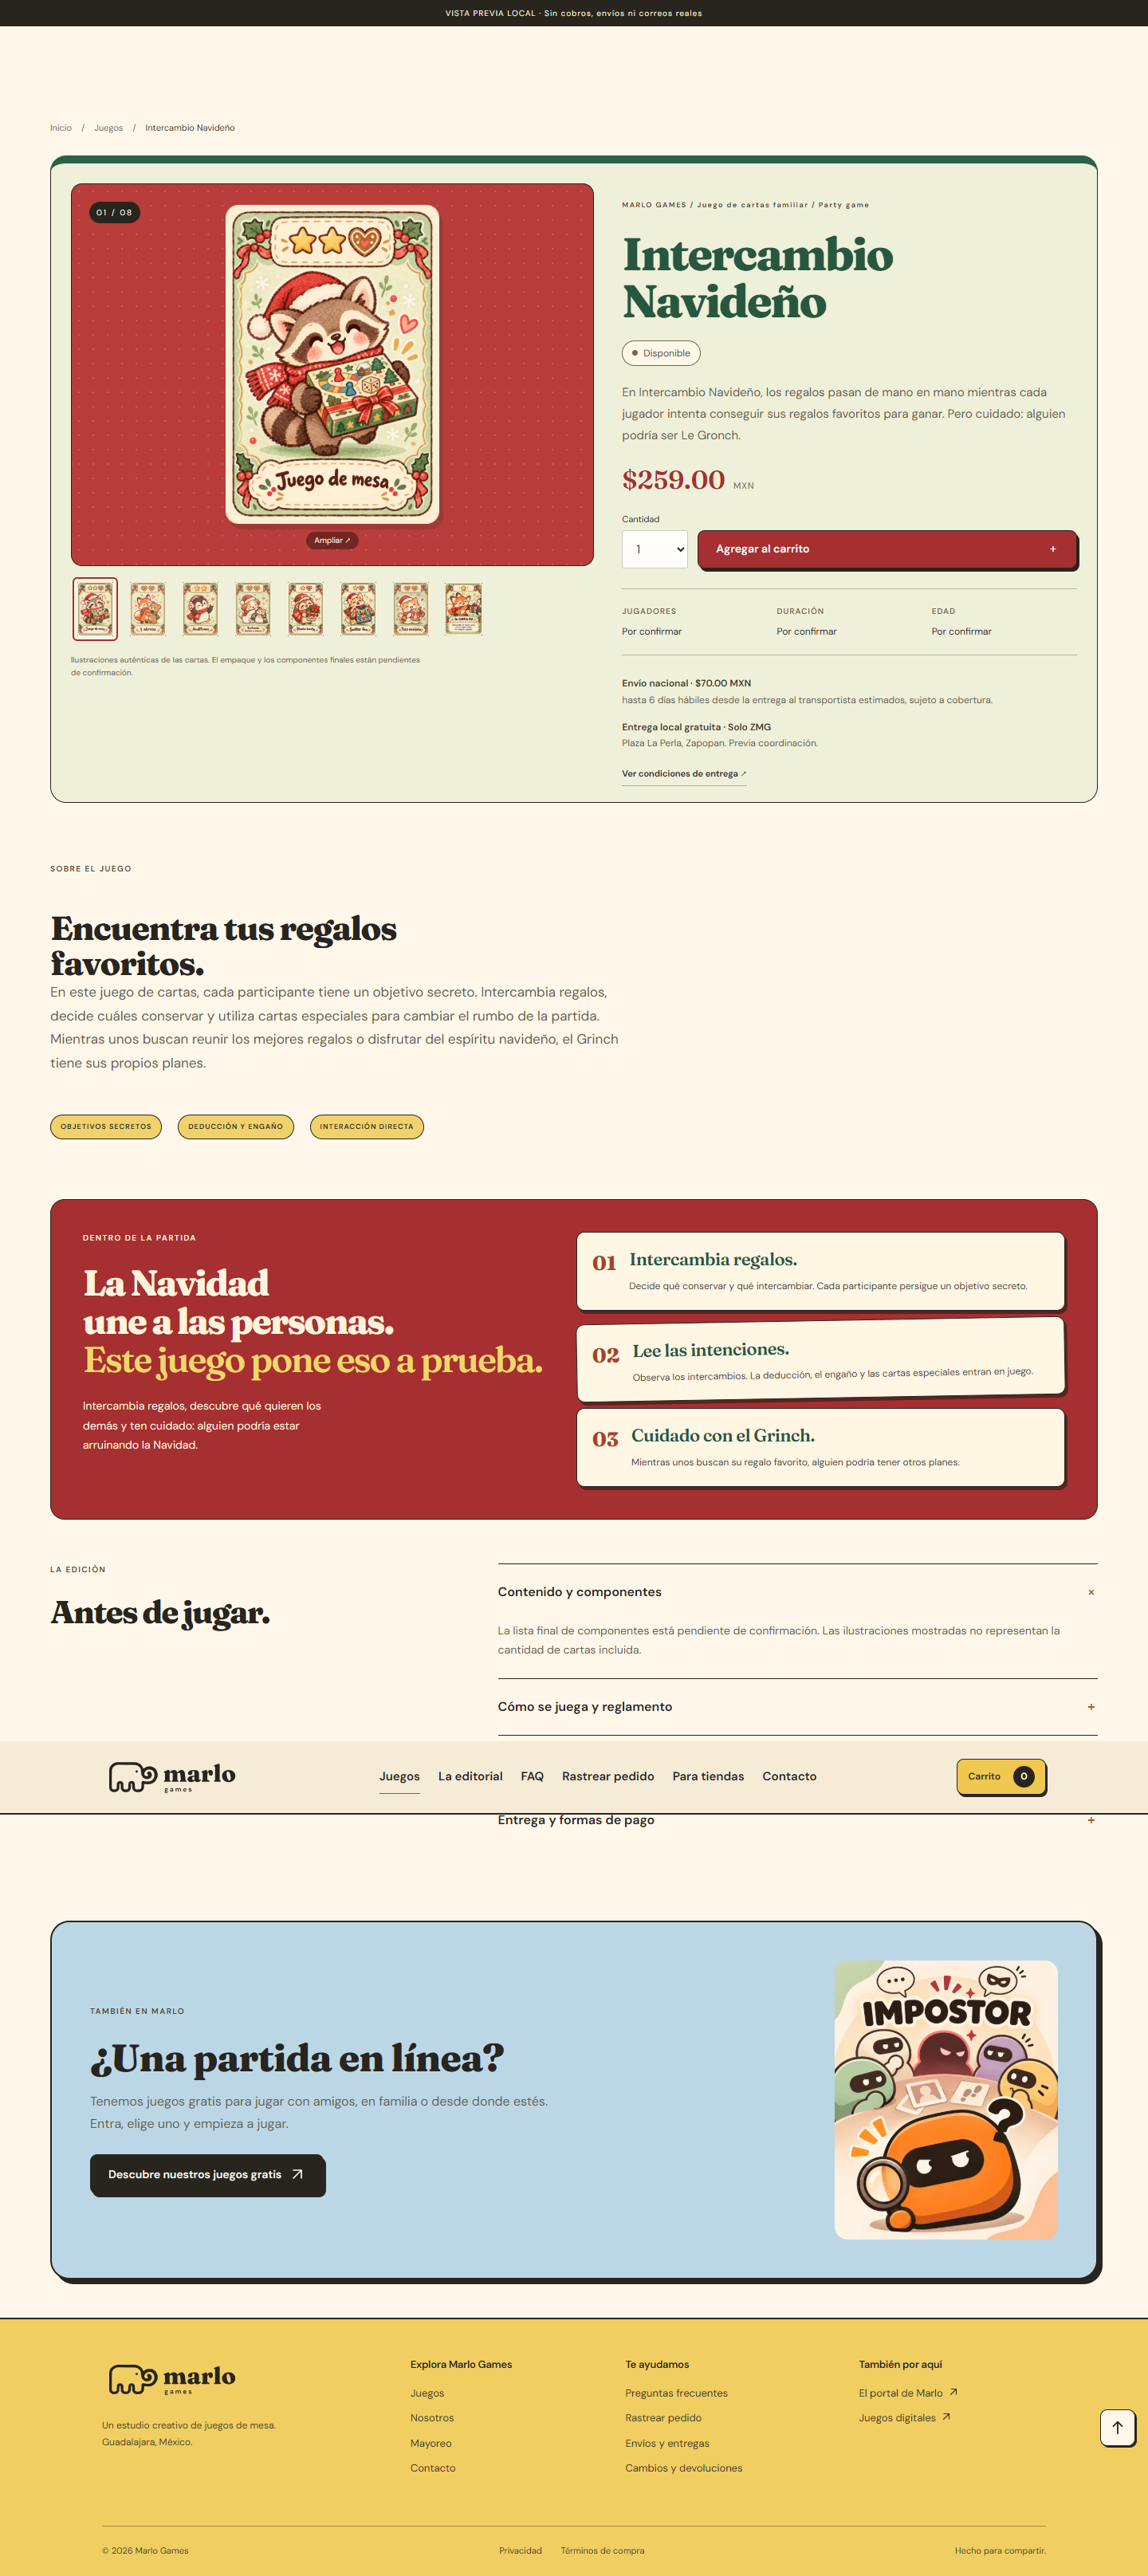 VISTA PREVIA LOCAL · Sin cobros, envíos ni correos reales
Inicio / Juegos / Intercambio Navideño
01 / 08
Juego de mesa
Ampliar ↗
Ilustraciones auténticas de las cartas. El empaque y los componentes finales están pendientes
de confirmación.
MARLO GAMES / Juego de cartas familiar / Party game
Intercambio
Navideño
Disponible
En Intercambio Navideño, los regalos pasan de mano en mano mientras cada
jugador intenta conseguir sus regalos favoritos para ganar. Pero cuidado: alguien
podría ser Le Gronch.
$259.00 MXN
Cantidad
1
Agregar al carrito +
JUGADORES DURACIÓN EDAD
Por confirmar Por confirmar Por confirmar
Envío nacional · $70.00 MXN
hasta 6 días hábiles desde la entrega al transportista estimados, sujeto a cobertura.
Entrega local gratuita · Solo ZMG
Plaza La Perla, Zapopan. Previa coordinación.
Ver condiciones de entrega ↗
SOBRE EL JUEGO
Encuentra tus regalos
favoritos.
En este juego de cartas, cada participante tiene un objetivo secreto. Intercambia regalos,
decide cuáles conservar y utiliza cartas especiales para cambiar el rumbo de la partida.
Mientras unos buscan reunir los mejores regalos o disfrutar del espíritu navideño, el Grinch
tiene sus propios planes.
OBJETIVOS SECRETOS DEDUCCIÓN Y ENGAÑO INTERACCIÓN DIRECTA
DENTRO DE LA PARTIDA
La Navidad
une a las personas.
Este juego pone eso a prueba.
Intercambia regalos, descubre qué quieren los
demás y ten cuidado: alguien podría estar
arruinando la Navidad.
01 Intercambia regalos.
Decide qué conservar y qué intercambiar. Cada participante persigue un objetivo secreto.
02 Lee las intenciones.
Observa los intercambios. La deducción, el engaño y las cartas especiales entran en juego.
03 Cuidado con el Grinch.
Mientras unos buscan su regalo favorito, alguien podría tener otros planes.
LA EDICIÓN
Antes de jugar.
Contenido y componentes ×
La lista final de componentes está pendiente de confirmación. Las ilustraciones mostradas no representan la
cantidad de cartas incluida.
Cómo se juega y reglamento +
marlo
games
Juegos La editorial FAQ Rastrear pedido Para tiendas Contacto
Carrito 0
Entrega y formas de pago +
TAMBIÉN EN MARLO
¿Una partida en línea?
Tenemos juegos gratis para jugar con amigos, en familia o desde donde estés.
Entra, elige uno y empieza a jugar.
Descubre nuestros juegos gratis
IMPOSTOR
?
marlo
games
Un estudio creativo de juegos de mesa.
Guadalajara, México.
Explora Marlo Games
Juegos
Nosotros
Mayoreo
Contacto
Te ayudamos
Preguntas frecuentes
Rastrear pedido
Envíos y entregas
Cambios y devoluciones
También por aquí
El portal de Marlo
Juegos digitales
© 2026 Marlo Games
Privacidad Términos de compra
Hecho para compartir.